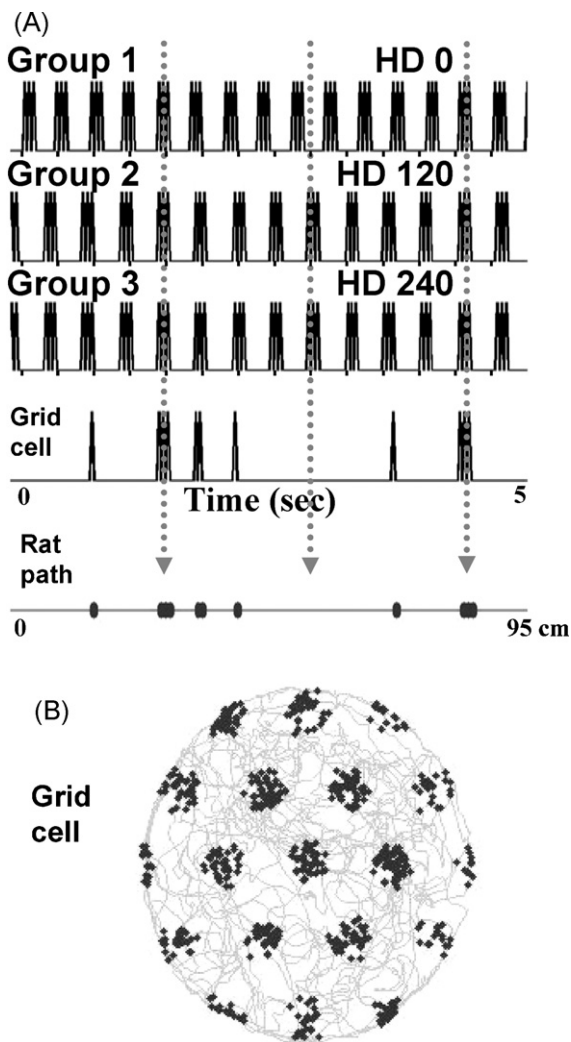 (A)
Group 1 HD 0
Group 2 HD 120
Group 3 HD 240
Grid
cell
0 Time (sec) 5
Rat
path
0 95 cm
(B)
Grid
cell